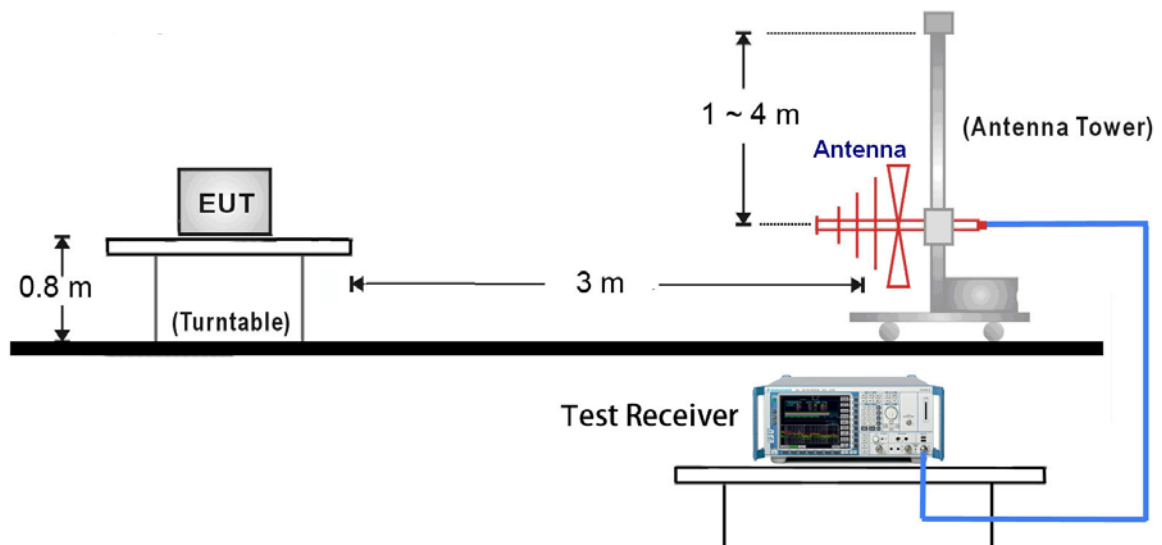 1 ~ 4 m
(Antenna Tower)
Antenna
EUT
0.8 m
3 m
(Turntable)
Test Receiver